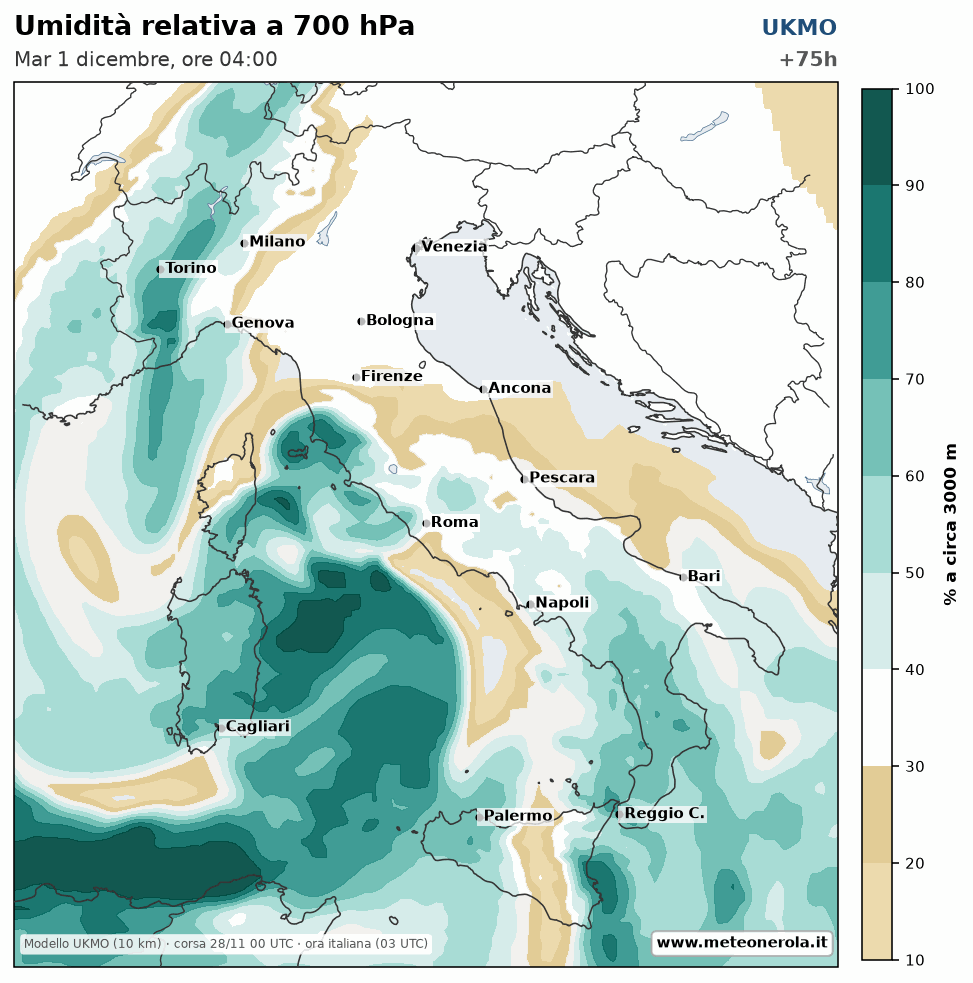 Umidità relativa a 700 hPa
UKMO
Mar 1 dicembre, ore 04:00
+75h
100
90
80
70
60
50
40
30
20
10
% a circa 3000 m
Milano
Venezia
Torino
Genova
Bologna
Firenze
Ancona
Pescara
Roma
Bari
Napoli
Cagliari
Palermo
Reggio C.
Modello UKMO (10 km) · corsa 28/11 00 UTC · ora italiana (03 UTC)
www.meteonerola.it